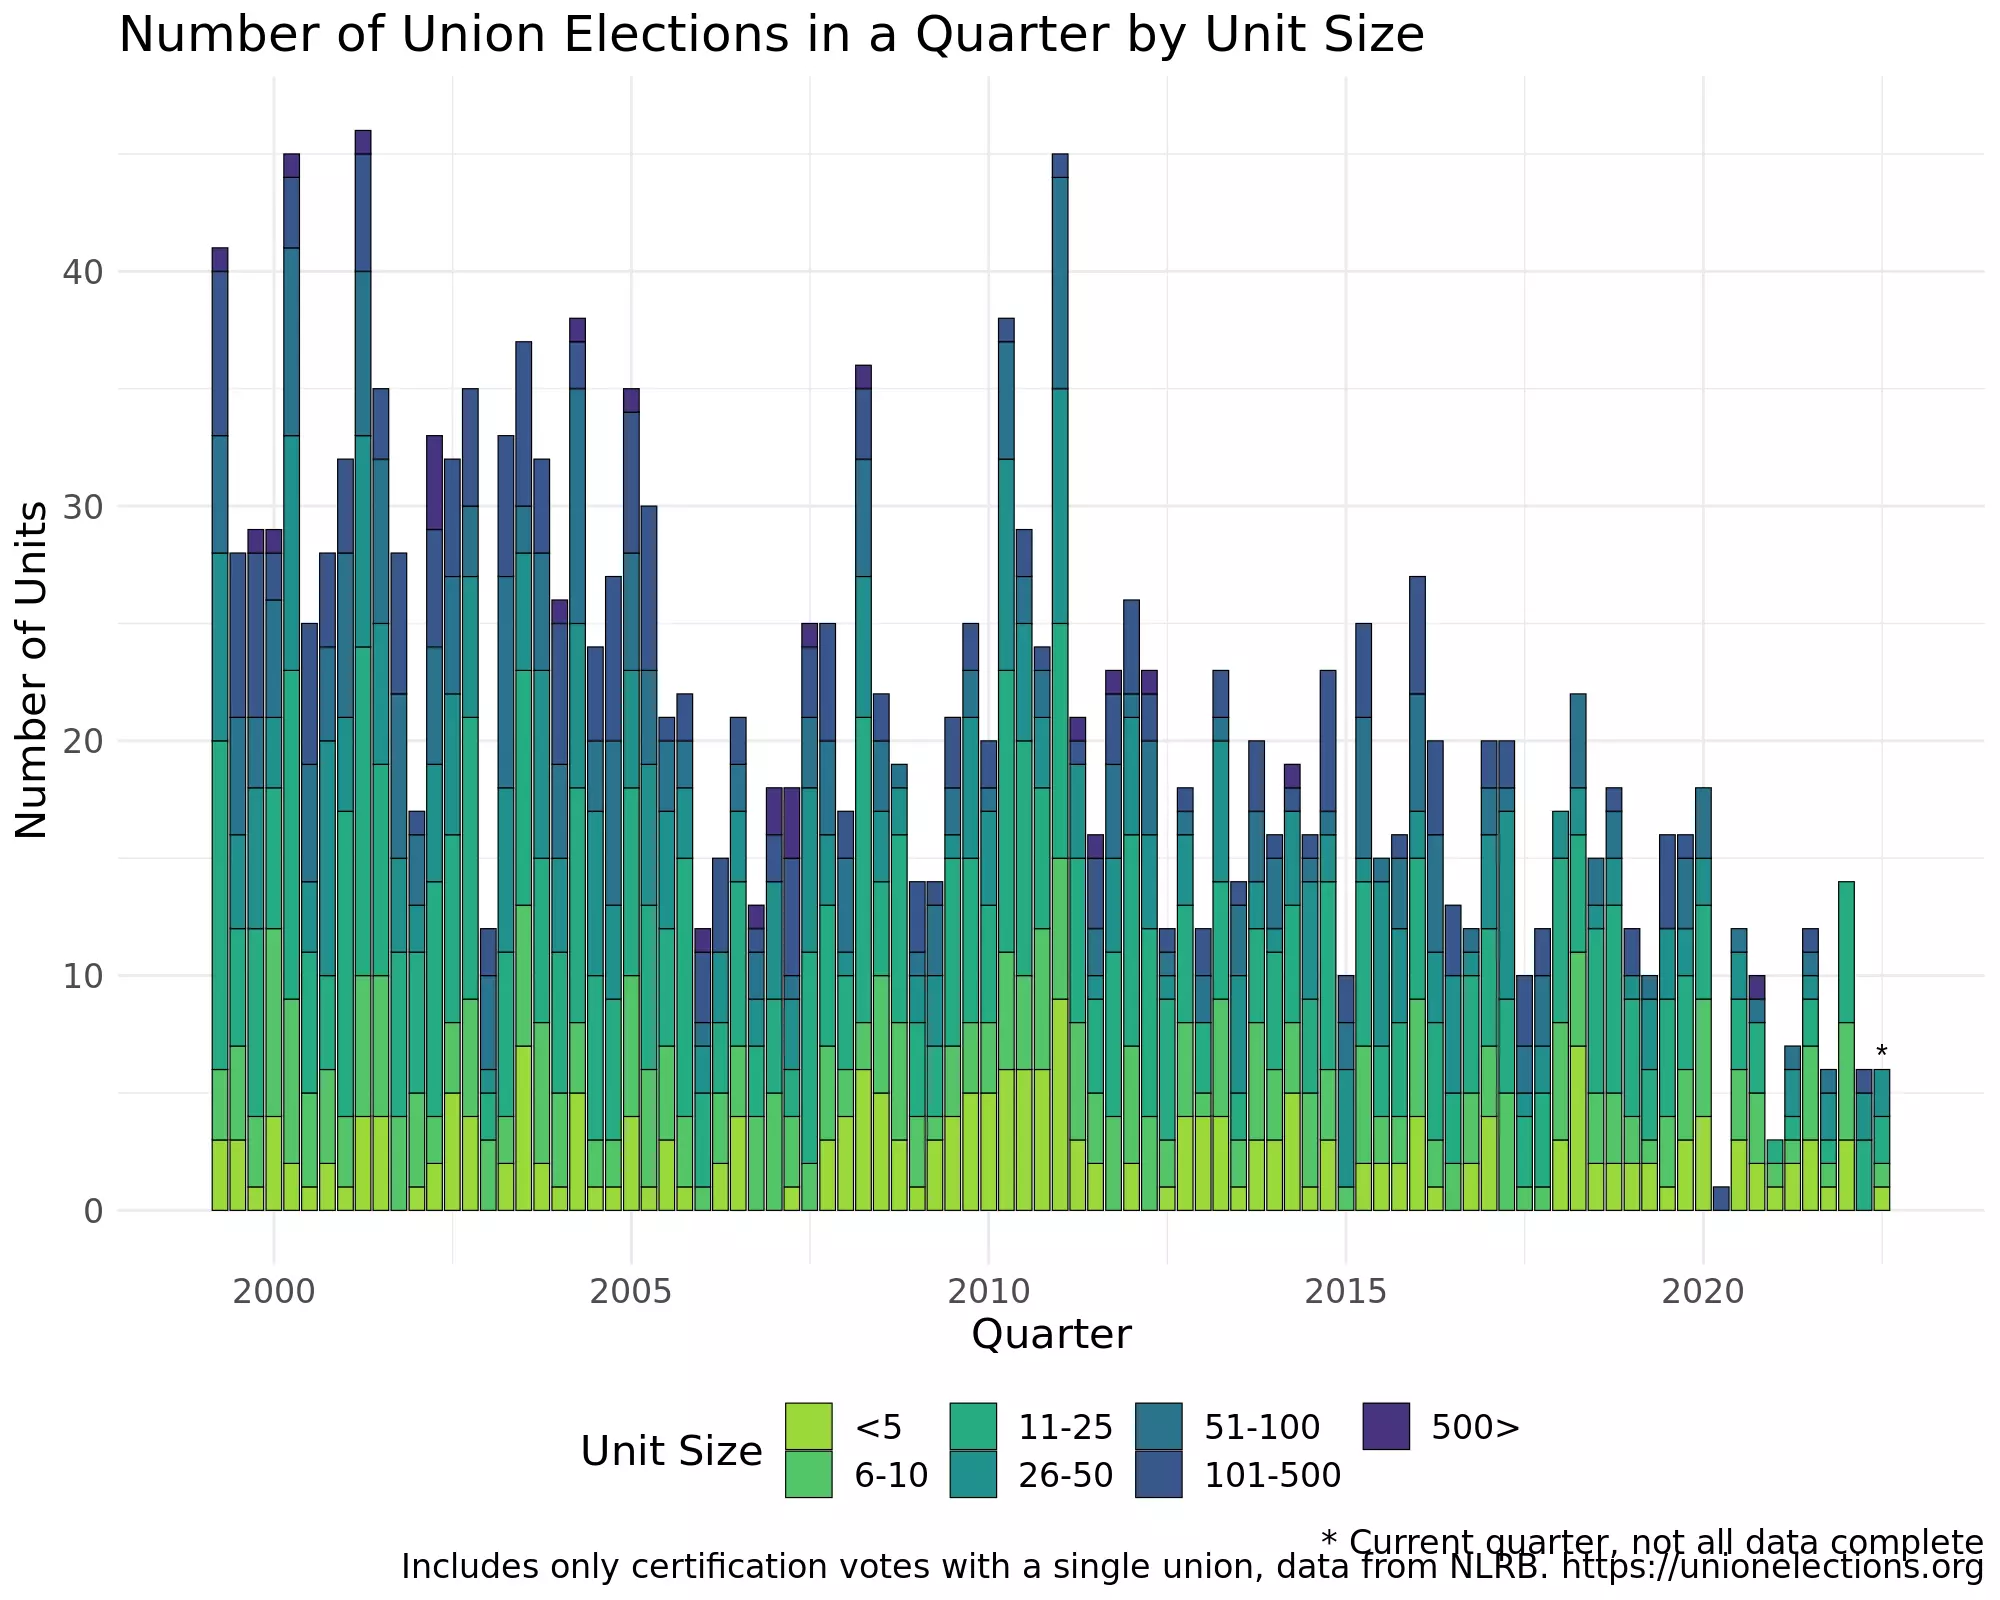 Number of Union Elections in a Quarter by Unit Size
Number of Units
40
30
20
10
0
*
2000 2005 2010 2015 2020
Quarter
Unit Size
<5 11-25 51-100 500>
6-10 26-50 101-500
* Current quarter, not all data complete
Includes only certification votes with a single union, data from NLRB. https://unionelections.org